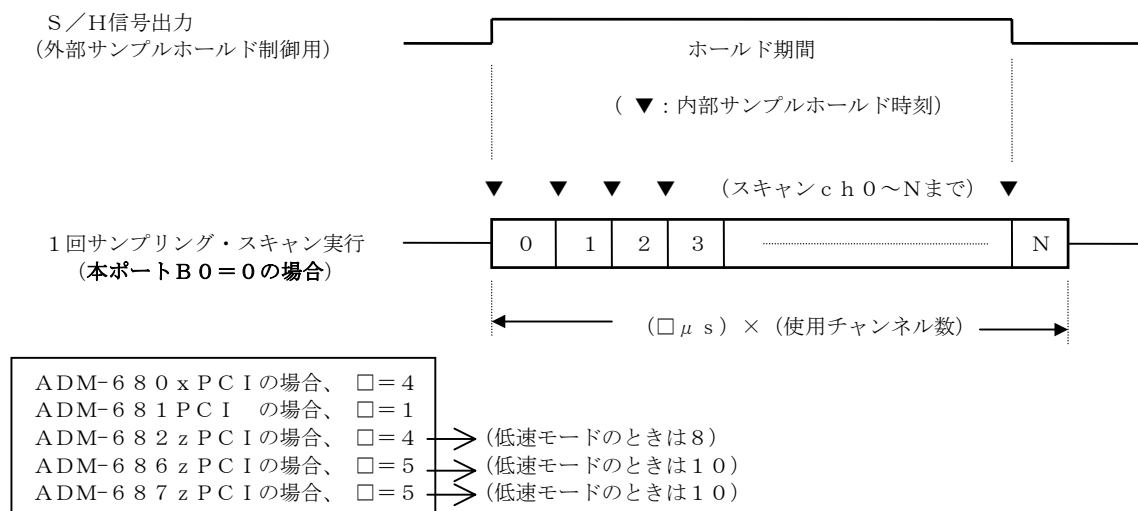 S／H信号出力
(外部サンプルホールド制御用)
ホールド期間
( ▼：内部サンプルホールド時刻)
▼ ▼ ▼ ▼ (スキャンｃｈ０～Ｎまで) ▼
１回サンプリング・スキャン実行
(本ポートＢ０＝０の場合)
０ １ ２ ３ Ｎ
(□μｓ) × (使用チャンネル数)
ＡＤＭ-６８０ｘＰＣＩの場合、 □＝４
ＡＤＭ-６８１ＰＣＩ の場合、 □＝１
ＡＤＭ-６８２ｚＰＣＩの場合、 □＝４ (低速モードのときは８)
ＡＤＭ-６８６ｚＰＣＩの場合、 □＝５ (低速モードのときは１０)
ＡＤＭ-６８７ｚＰＣＩの場合、 □＝５ (低速モードのときは１０)